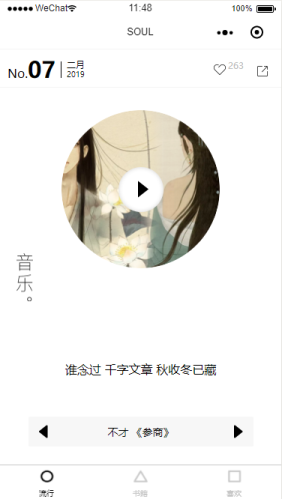 WeChat 11:48 100%
SOUL
No.07 二月 2019 263
音乐。
谁念过 千字文章 秋收冬已藏
不才 《参商》
流行 书籍 喜欢